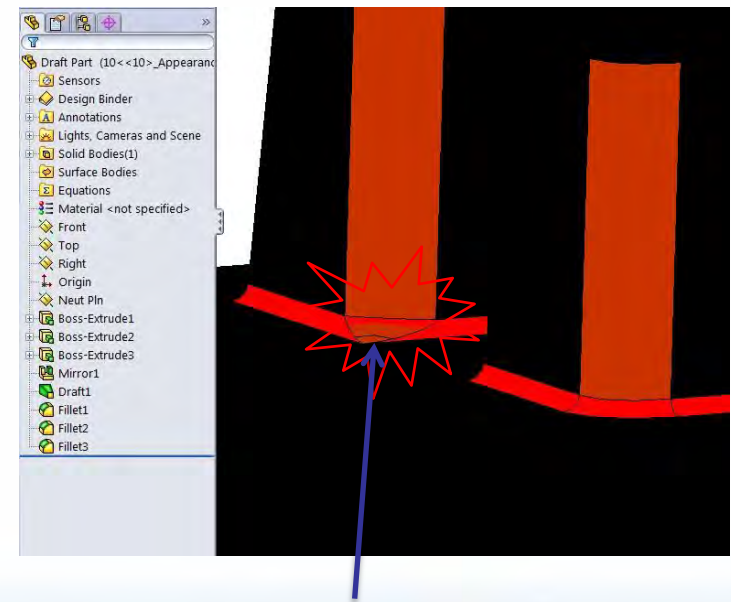 »
Draft Part (10<<10>_Appearanc
Sensors
Design Binder
Annotations
Lights, Cameras and Scene
Solid Bodies(1)
Surface Bodies
Equations
Material <not specified>
Front
Top
Right
Origin
Neut Pln
Boss-Extrude1
Boss-Extrude2
Boss-Extrude3
Mirror1
Draft1
Fillet1
Fillet2
Fillet3